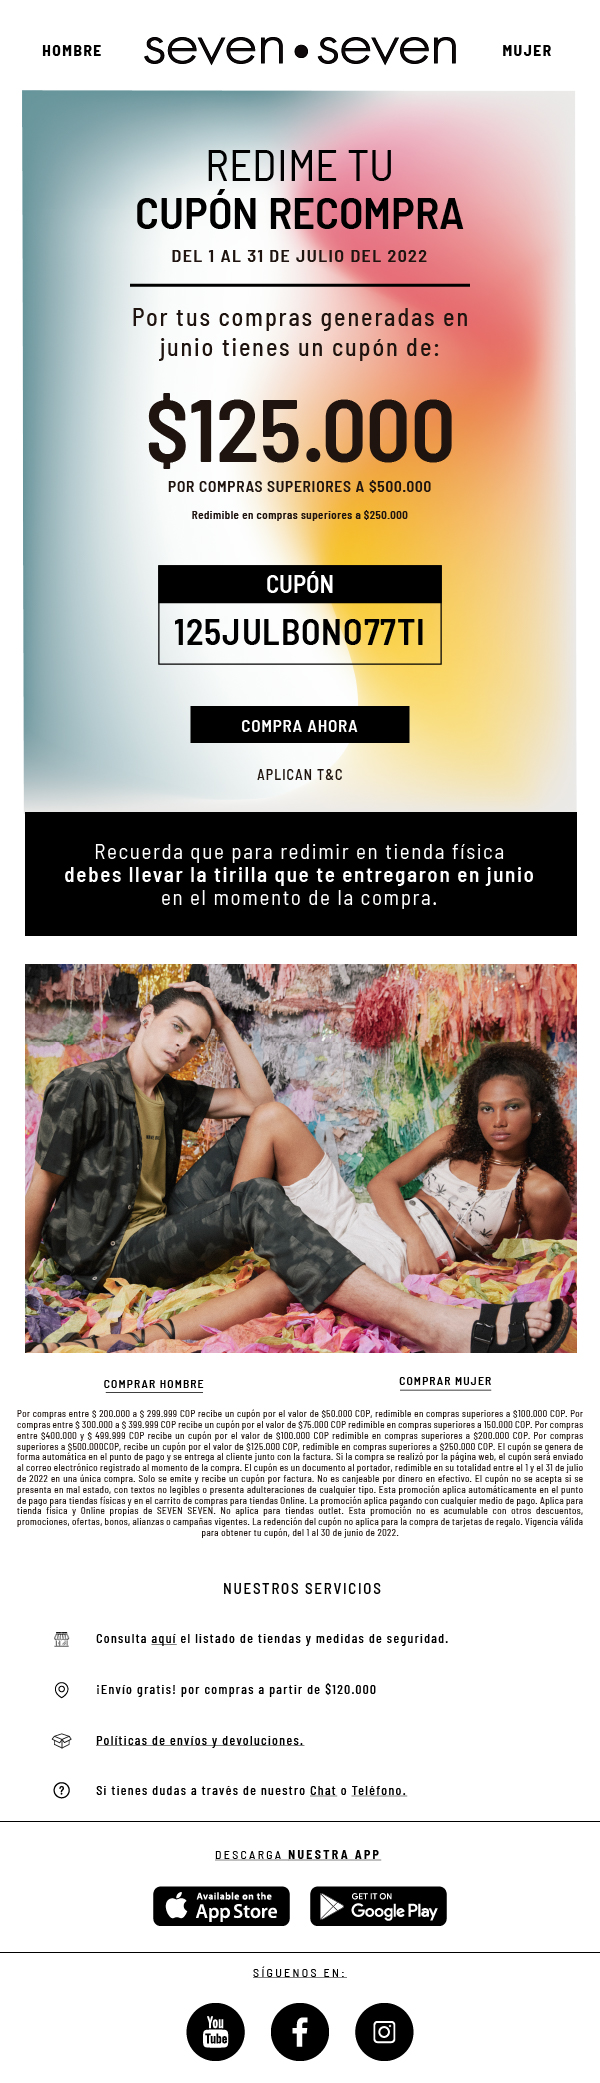 HOMBRE
seven•seven
MUJER
REDIME TU
CUPÓN RECOMPRA
DEL 1 AL 31 DE JULIO DEL 2022
Por tus compras generadas en
junio tienes un cupón de:
$125.000
POR COMPRAS SUPERIORES A $500.000
Redimible en compras superiores a $250.000
CUPÓN
125JULBONO77TI
COMPRA AHORA
APLICAN T&C
Recuerda que para redimir en tienda física
debes llevar la tirilla que te entregaron en junio
en el momento de la compra.
COMPRAR HOMBRE
COMPRAR MUJER
Por compras entre $ 200.000 a $ 299.999 COP recibe un cupón por el valor de $50.000 COP, redimible en compras superiores a $100.000 COP. Por
compras entre $ 300.000 a $ 399.999 COP recibe un cupón por el valor de $75.000 COP redimible en compras superiores a 150.000 COP. Por compras
entre $400.000 y $ 499.999 COP recibe un cupón por el valor de $100.000 COP redimible en compras superiores a $200.000 COP. Por compras
superiores a $500.000COP, recibe un cupón por el valor de $125.000 COP, redimible en compras superiores a $250.000 COP. El cupón se genera de
forma automática en el punto de pago y se entrega al cliente junto con la factura. Si la compra se realizó por la página web, el cupón será enviado
al correo electrónico registrado al momento de la compra. El cupón es un documento al portador, redimible en su totalidad entre el 1 y el 31 de julio
de 2022 en una única compra. Solo se emite y recibe un cupón por factura. No es canjeable por dinero en efectivo. El cupón no se acepta si se
presenta en mal estado, con textos no legibles o presenta adulteraciones de cualquier tipo. Esta promoción aplica automáticamente en el punto
de pago para tiendas físicas y en el carrito de compras para tiendas Online. La promoción aplica pagando con cualquier medio de pago. Aplica para
tienda física y Online propias de SEVEN SEVEN. No aplica para tiendas outlet. Esta promoción no es acumulable con otros descuentos,
promociones, ofertas, bonos, alianzas o campañas vigentes. La redención del cupón no aplica para la compra de tarjetas de regalo. Vigencia válida
para obtener tu cupón, del 1 al 30 de junio de 2022.
NUESTROS SERVICIOS
Consulta aquí el listado de tiendas y medidas de seguridad.
¡Envío gratis! por compras a partir de $120.000
Políticas de envíos y devoluciones.
Si tienes dudas a través de nuestro Chat o Teléfono.
DESCARGA NUESTRA APP
Available on the
App Store
GET IT ON
Google Play
SÍGUENOS EN:
You
Tube